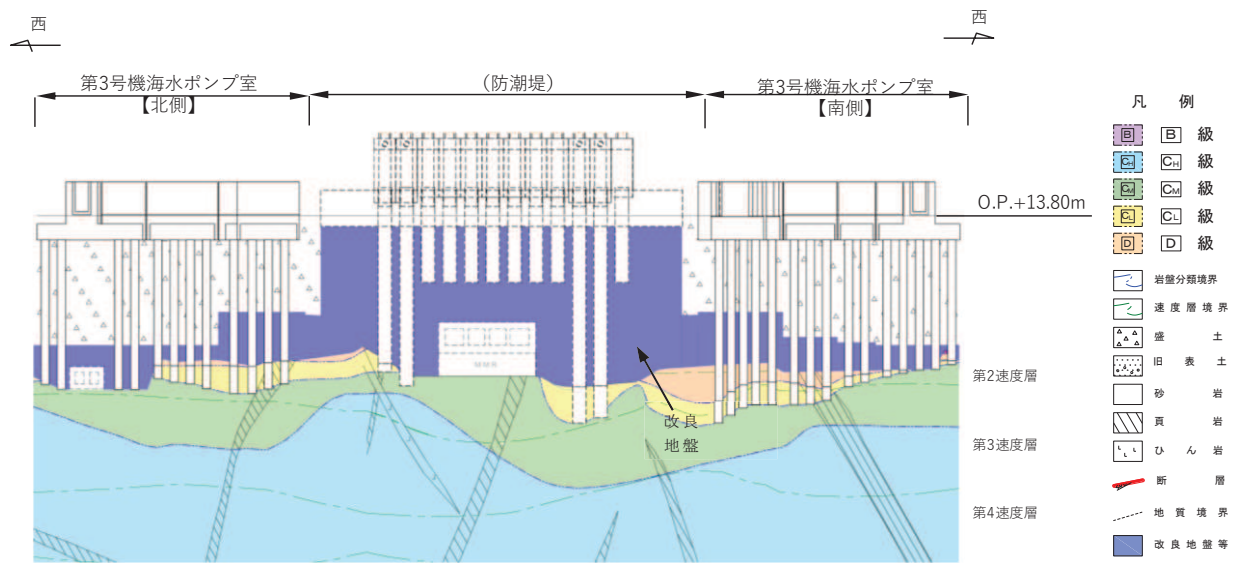 西
西
第3号機海水ポンプ室
【北側】
(防潮堤)
第3号機海水ポンプ室
【南側】
O.P.+13.80m
凡 例
B B 級
CH CH 級
CM CM 級
CL CL 級
D D 級
岩盤分類境界
速度層境界
盛 土
旧 表 土
砂 岩
頁 岩
ひ ん 岩
断 層
地 質 境 界
改 良 地 盤 等
第2速度層
改良
地盤
第3速度層
第4速度層